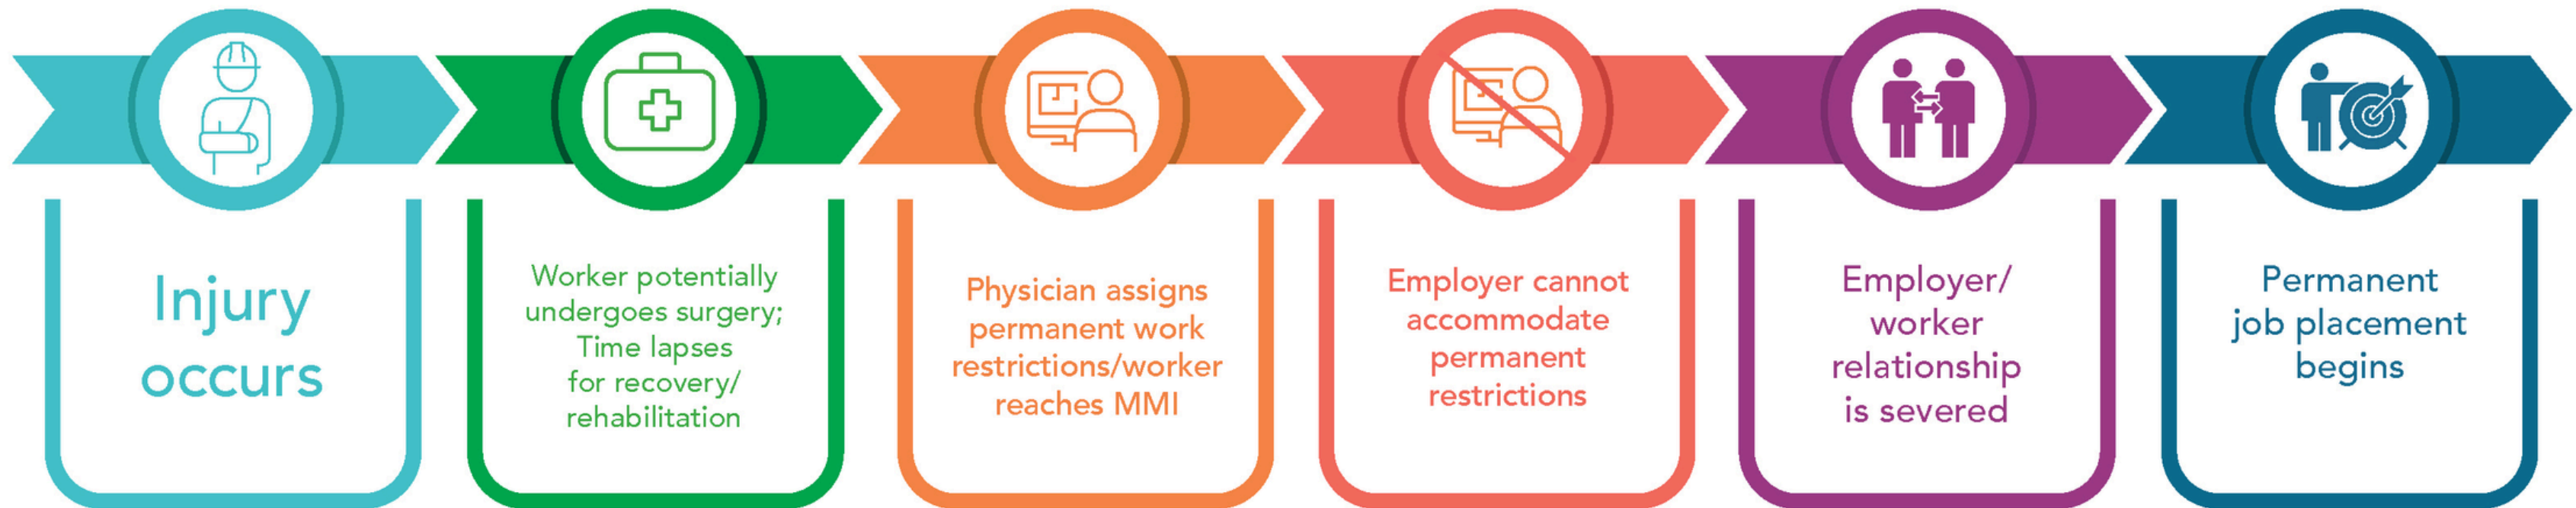 Injury
occurs
Worker potentially
undergoes surgery;
Time lapses
for recovery/
rehabilitation
Physician assigns
permanent work
restrictions/worker
reaches MMI
Employer cannot
accommodate
permanent
restrictions
Employer/
worker
relationship
is severed
Permanent
job placement
begins